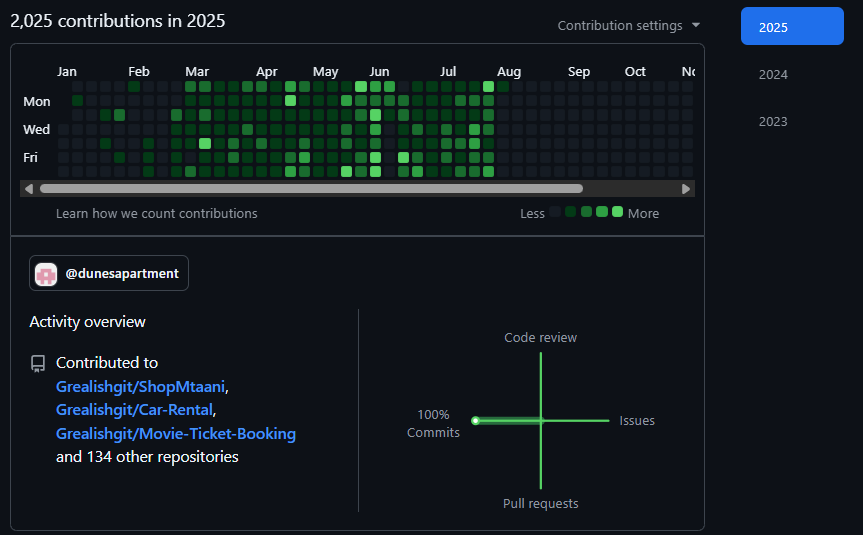 2,025 contributions in 2025
Contribution settings
2025
2024
2023
Jan Feb Mar Apr May Jun Jul Aug Sep Oct No
Mon
Wed
Fri
Learn how we count contributions
Less More
@dunesapartment
Activity overview
Contributed to
Grealishgit/ShopMtaani,
Grealishgit/Car-Rental,
Grealishgit/Movie-Ticket-Booking
and 134 other repositories
Code review
100%
Commits
Issues
Pull requests